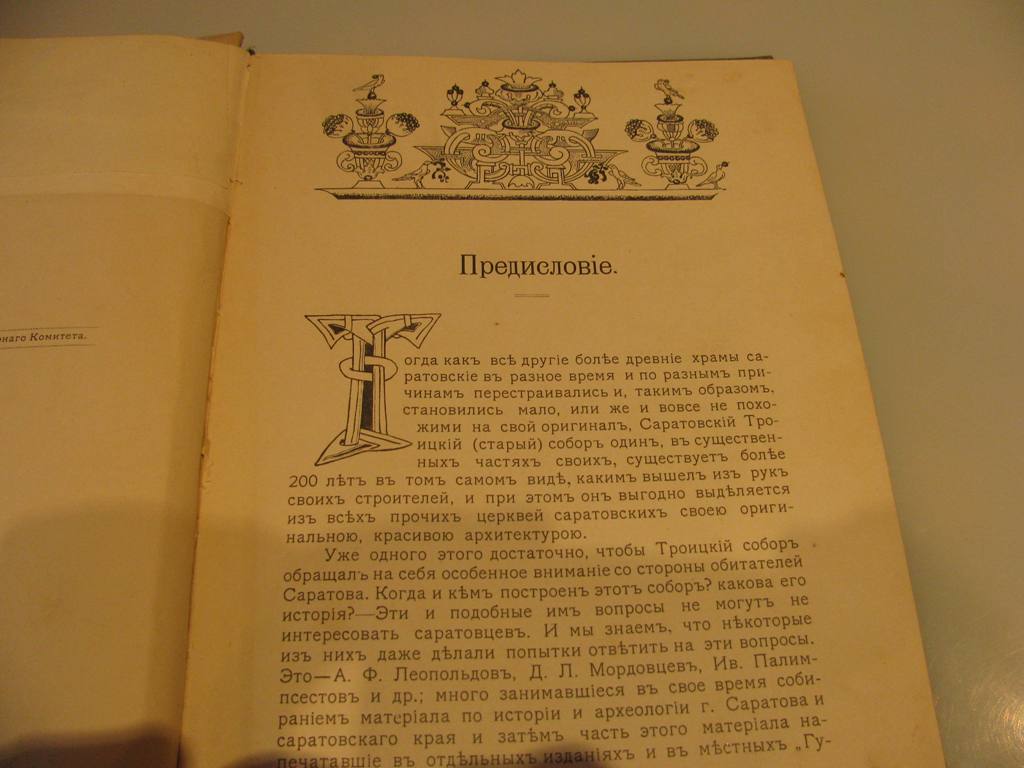 наго Комитета.
Предисловіе.
Тогда какъ всѣ другіе болѣе древніе храмы са-
ратовскіе въ разное время и по разнымъ при-
чинамъ перестраивались и, такимъ образомъ,
становились мало, или же и вовсе не похо-
жими на свой оригиналъ, Саратовскій Тро-
ицкій (старый) соборъ одинъ, въ существен-
ныхъ частяхъ своихъ, существуетъ болѣе
200 лѣтъ въ томъ самомъ видѣ, какимъ вышелъ изъ рукъ
своихъ строителей, и при этомъ онъ выгодно выдѣляется
изъ всѣхъ прочихъ церквей саратовскихъ своею ориги-
нальною, красивою архитектурою.
Уже одного этого достаточно, чтобы Троицкій соборъ
обращалъ на себя особенное вниманіе со стороны обитателей
Саратова. Когда и кѣмъ построенъ этотъ соборъ? какова его
исторія?—Эти и подобные имъ вопросы не могутъ не
интересовать саратовцевъ. И мы знаемъ, что нѣкоторые
изъ нихъ даже дѣлали попытки отвѣтить на эти вопросы.
Это—А. Ф. Леопольдовъ, Д. Л. Мордовцевъ, Ив. Палим-
псестовъ и др.; много занимавшіеся въ свое время соби-
раніемъ матеріала по исторіи и археологіи г. Саратова и
саратовскаго края и затѣмъ часть этого матеріала на-
печатавшіе въ отдѣльныхъ изданіяхъ и въ мѣстныхъ „Гу-